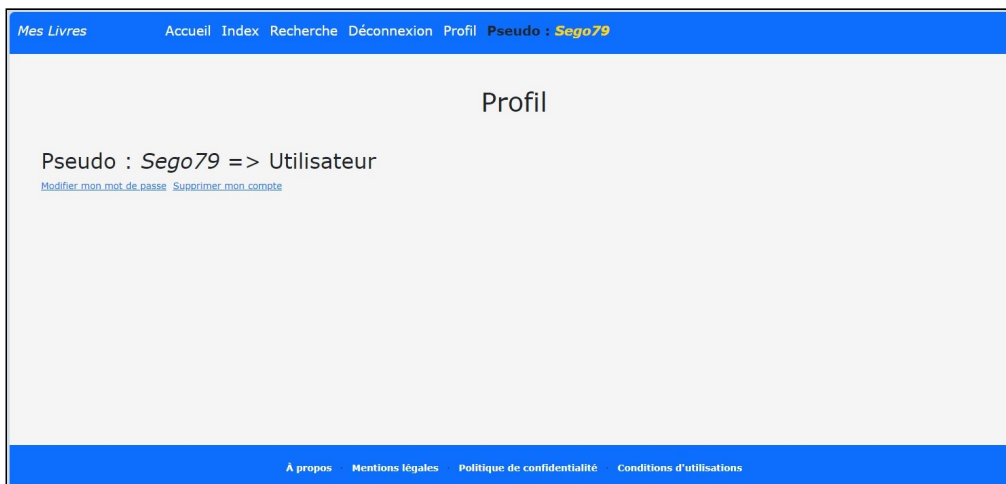 Mes Livres Accueil Index Recherche Déconnexion Profil Pseudo : Sego79
Profil
Pseudo : Sego79 => Utilisateur
Modifier mon mot de passe Supprimer mon compte
À propos · Mentions légales · Politique de confidentialité · Conditions d'utilisations